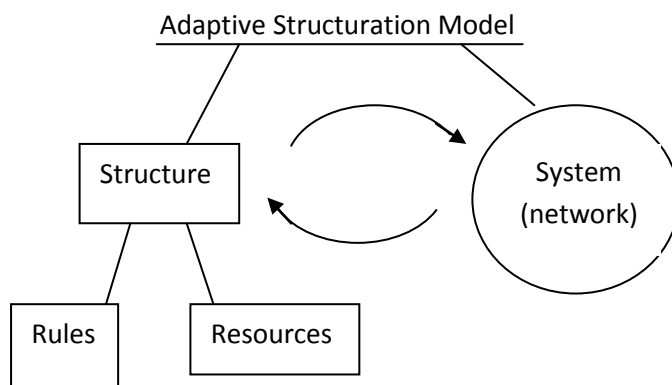 Adaptive Structuration Model
Structure
System
(network)
Rules
Resources